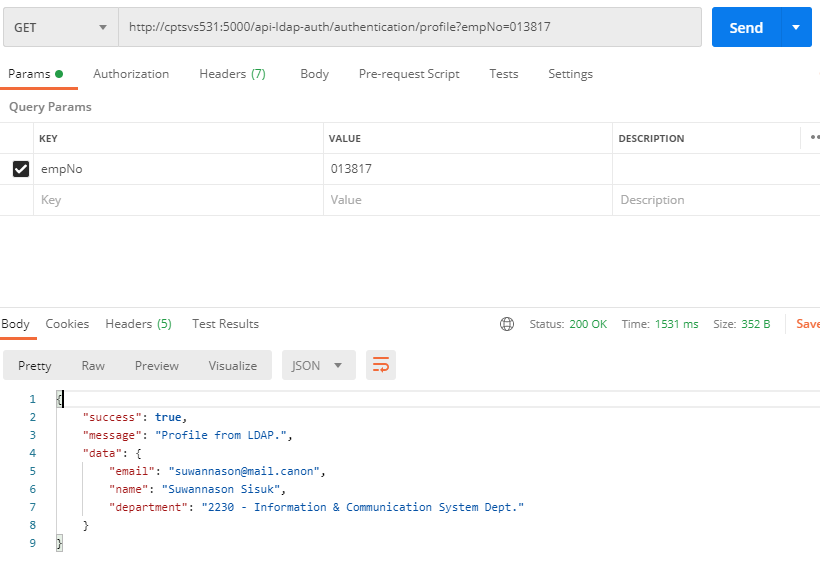 GET http://cptsvs531:5000/api-ldap-auth/authentication/profile?empNo=013817 Send
Params Authorization Headers (7) Body Pre-request Script Tests Settings
Query Params
KEY VALUE DESCRIPTION
empNo 013817
Key Value Description
Body Cookies Headers (5) Test Results Status: 200 OK Time: 1531 ms Size: 352 B Save
Pretty Raw Preview Visualize JSON
1 {
2 "success": true,
3 "message": "Profile from LDAP.",
4 "data": {
5 "email": "suwannason@mail.canon",
6 "name": "Suwannason Sisuk",
7 "department": "2230 - Information & Communication System Dept."
8 }
9 }